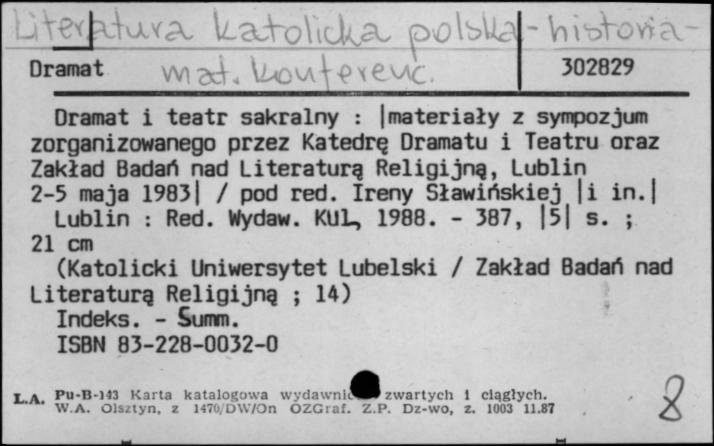 Literatura katolicka polska - historia -
mat. konferenc.
Dramat 302829
Dramat i teatr sakralny : |materiały z sympozjum
zorganizowanego przez Katedrę Dramatu i Teatru oraz
Zakład Badań nad Literaturą Religijną, Lublin
2-5 maja 1983| / pod red. Ireny Sławińskiej |i in.|
Lublin : Red. Wydaw. KUL, 1988. - 387, |5| s. ;
21 cm
(Katolicki Uniwersytet Lubelski / Zakład Badań nad
Literaturą Religijną ; 14)
Indeks. - Summ.
ISBN 83-228-0032-0
L.A. Pu-B-143 Karta katalogowa wydawnic zwartych i ciągłych.
W.A. Olsztyn, z 1470/DW/On OZGraf. Z.P. Dz-wo, z. 1003 11.87
8